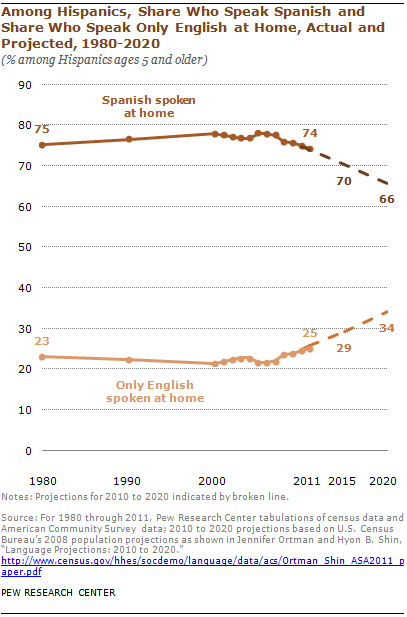 Among Hispanics, Share Who Speak Spanish and
Share Who Speak Only English at Home, Actual and
Projected, 1980-2020
(% among Hispanics ages 5 and older)
90
80
70
60
50
40
30
20
10
0
Spanish spoken
at home
75
74
70
66
23
25
29
34
Only English
spoken at home
1980
1990
2000
2011
2015
2020
Notes: Projections for 2010 to 2020 indicated by broken line.
Source: For 1980 through 2011, Pew Research Center tabulations of census data and
American Community Survey data; 2010 to 2020 projections based on U.S. Census
Bureau's 2008 population projections as shown in Jennifer Ortman and Hyon B. Shin,
"Language Projections: 2010 to 2020."
http://www.census.gov/hhes/socdemo/language/data/acs/Ortman_Shin_ASA2011_p
aper.pdf
PEW RESEARCH CENTER